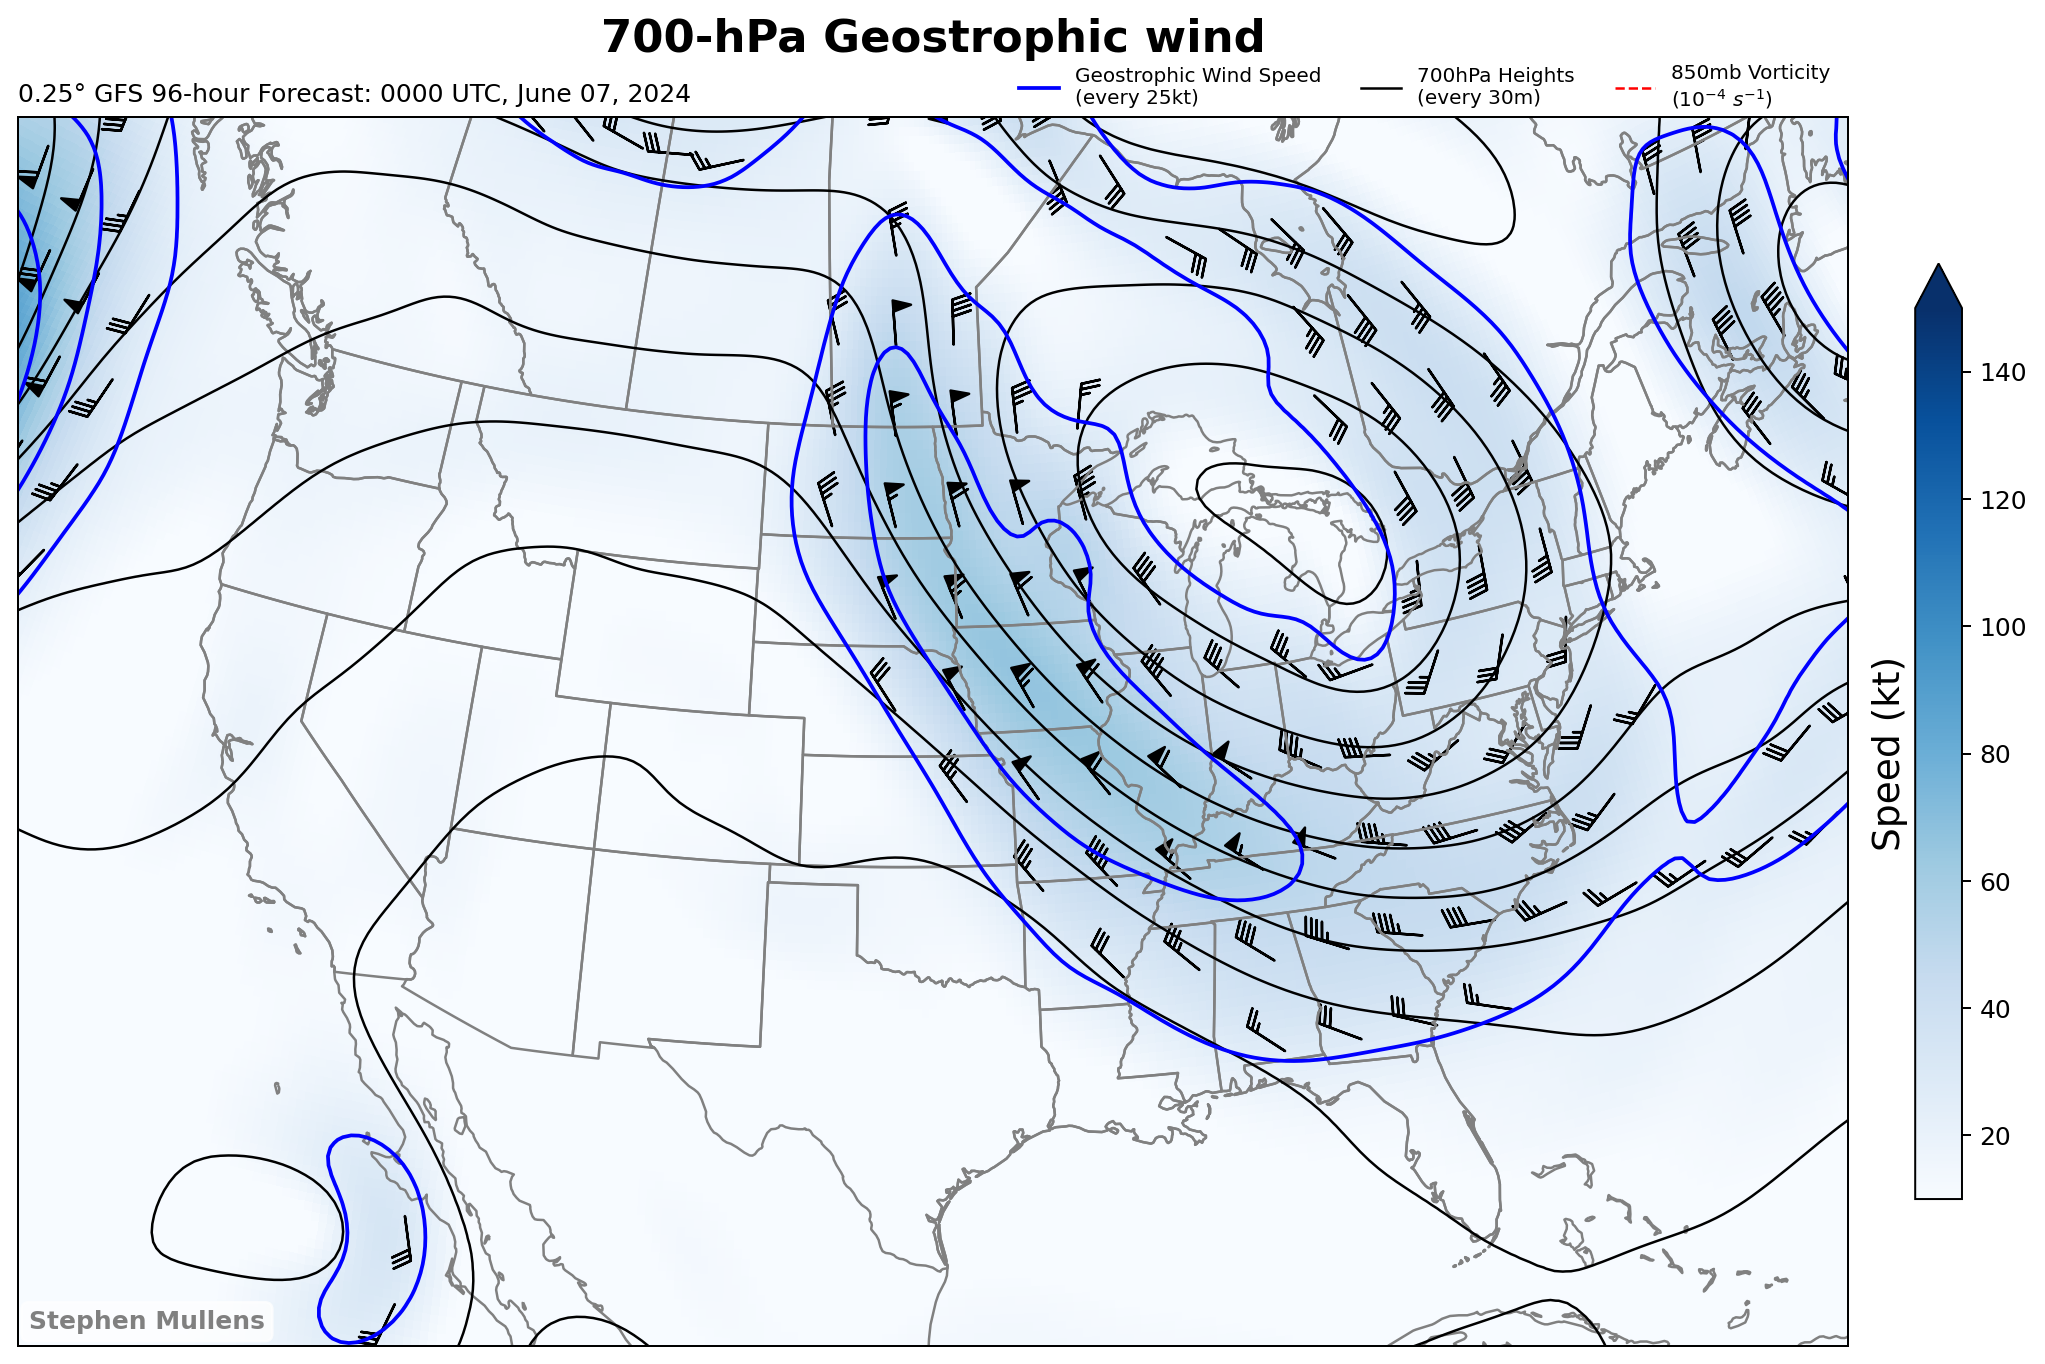 700-hPa Geostrophic wind
0.25° GFS 96-hour Forecast: 0000 UTC, June 07, 2024
Geostrophic Wind Speed
(every 25kt)
700hPa Heights
(every 30m)
850mb Vorticity
(10⁻⁴ s⁻¹)
140
120
100
80
60
40
20
Speed (kt)
Stephen Mullens